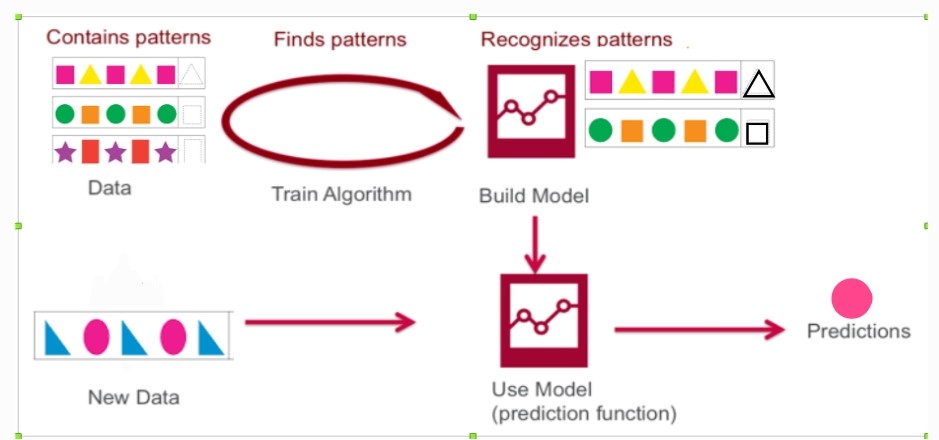 Contains patterns
Finds patterns
Recognizes patterns
Data
Train Algorithm
Build Model
New Data
Use Model
(prediction function)
Predictions